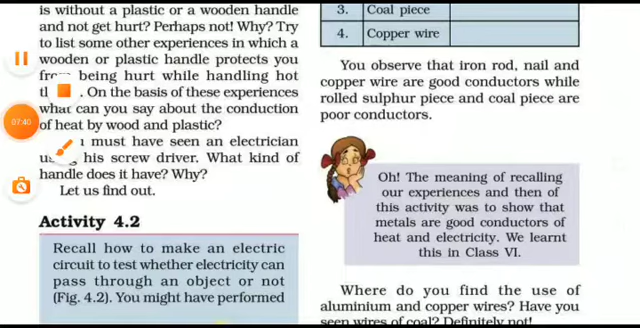 is without a plastic or a wooden handle
and not get hurt? Perhaps not! Why? Try
to list some other experiences in which a
wooden or plastic handle protects you
being hurt while handling hot
. On the basis of these experiences
what can you say about the conduction
of heat by wood and plastic?
must have seen an electrician
his screw driver. What kind of
handle does it have? Why?
Let us find out.
Activity 4.2
Recall how to make an electric
circuit to test whether electricity can
pass through an object or not
(Fig. 4.2). You might have performed
07:40
3. Coal piece
4. Copper wire
You observe that iron rod, nail and
copper wire are good conductors while
rolled sulphur piece and coal piece are
poor conductors.
Oh! The meaning of recalling
our experiences and then of
this activity was to show that
metals are good conductors of
heat and electricity. We learnt
this in Class VI.
Where do you find the use of
aluminium and copper wires? Have you
seen wires of coal? Definitely not!